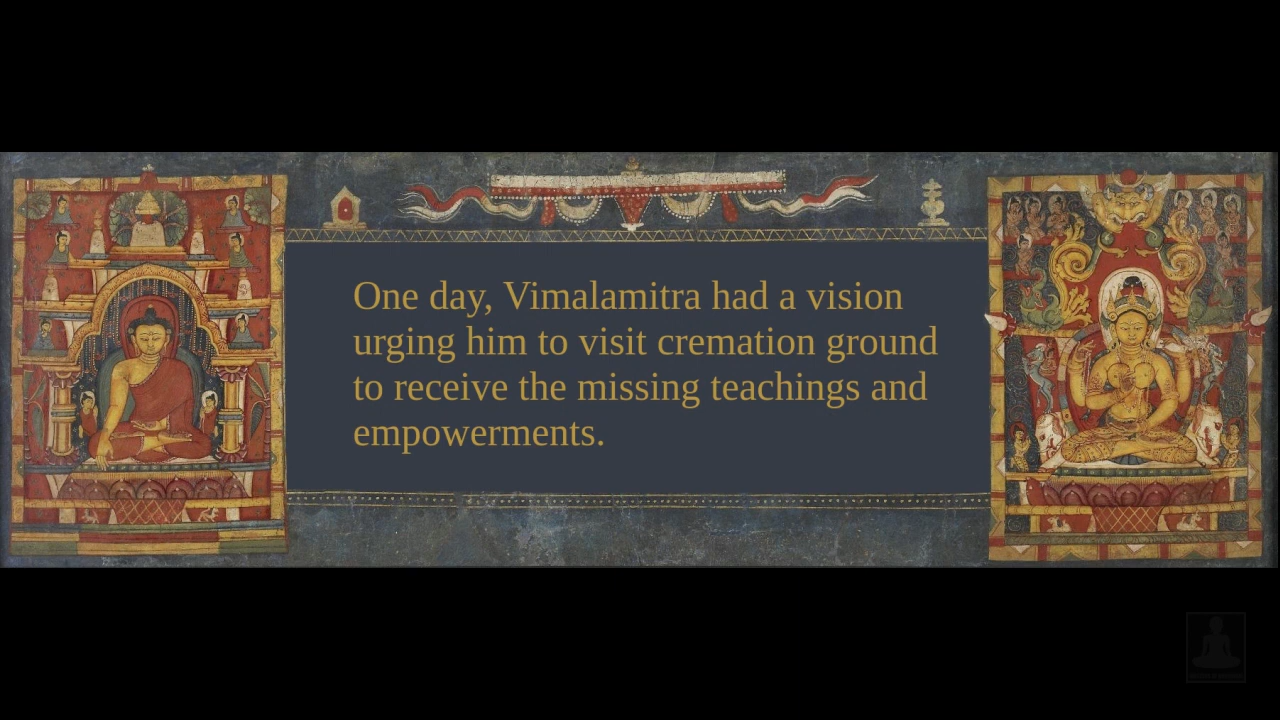 One day, Vimalamitra had a vision
urging him to visit cremation ground
to receive the missing teachings and
empowerments.